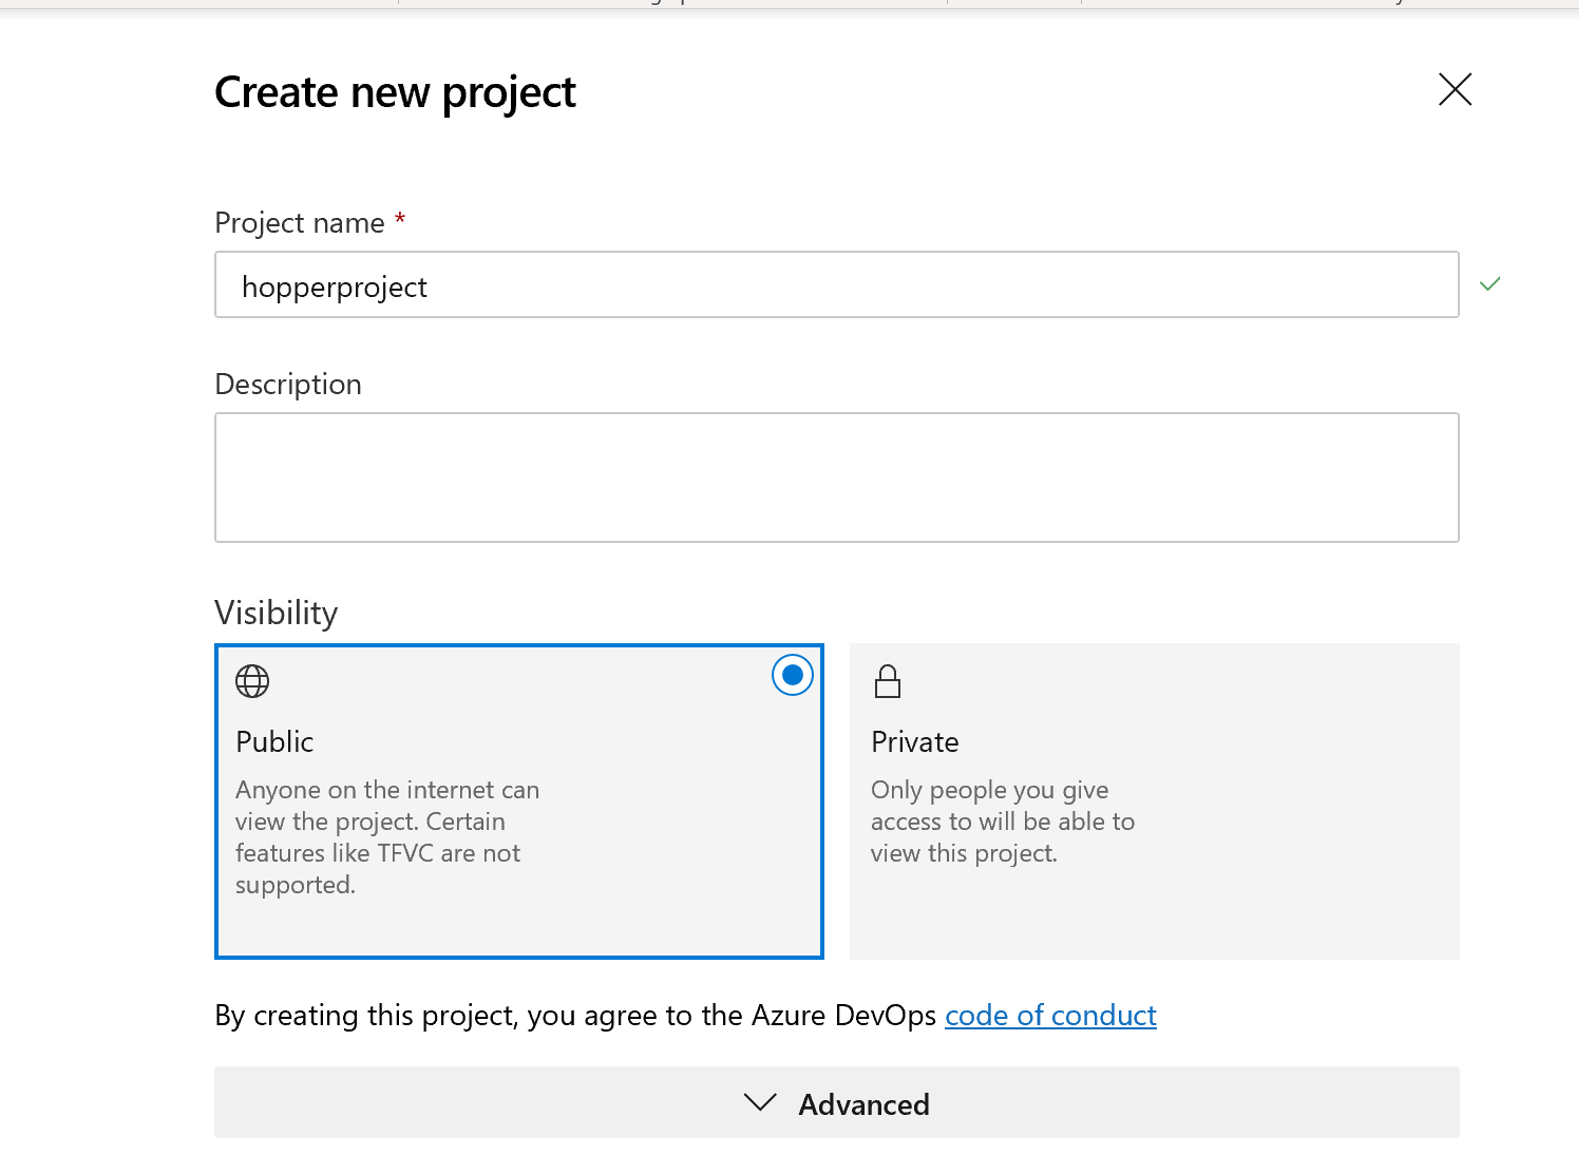 Create new project
Project name *
hopperproject
Description
Visibility
Public
Anyone on the internet can
view the project. Certain
features like TFVC are not
supported.
Private
Only people you give
access to will be able to
view this project.
By creating this project, you agree to the Azure DevOps code of conduct
Advanced